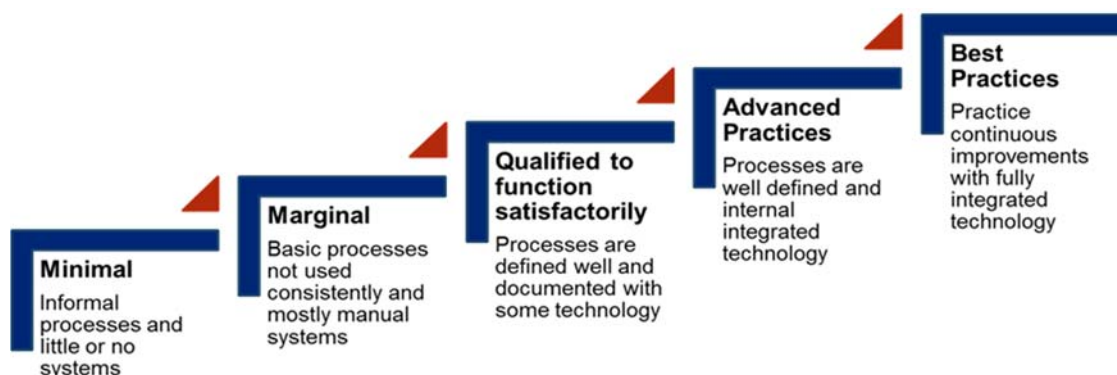 Minimal
Informal
processes and
little or no
systems
Marginal
Basic processes
not used
consistently and
mostly manual
systems
Qualified to
function
satisfactorily
Processes are
defined well and
documented with
some technology
Advanced
Practices
Processes are
well defined and
internal
integrated
technology
Best
Practices
Practice
continuous
improvements
with fully
integrated
technology